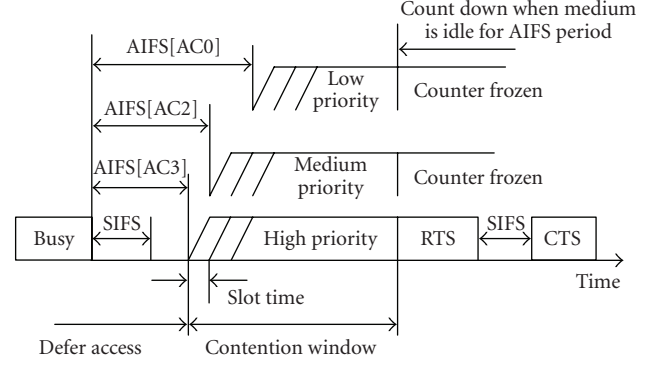 Count down when medium
is idle for AIFS period
AIFS[AC0]
Low
priority
Counter frozen
AIFS[AC2]
AIFS[AC3]
Medium
priority
Counter frozen
Busy
SIFS
High priority
RTS
SIFS
CTS
Time
Slot time
Defer access
Contention window